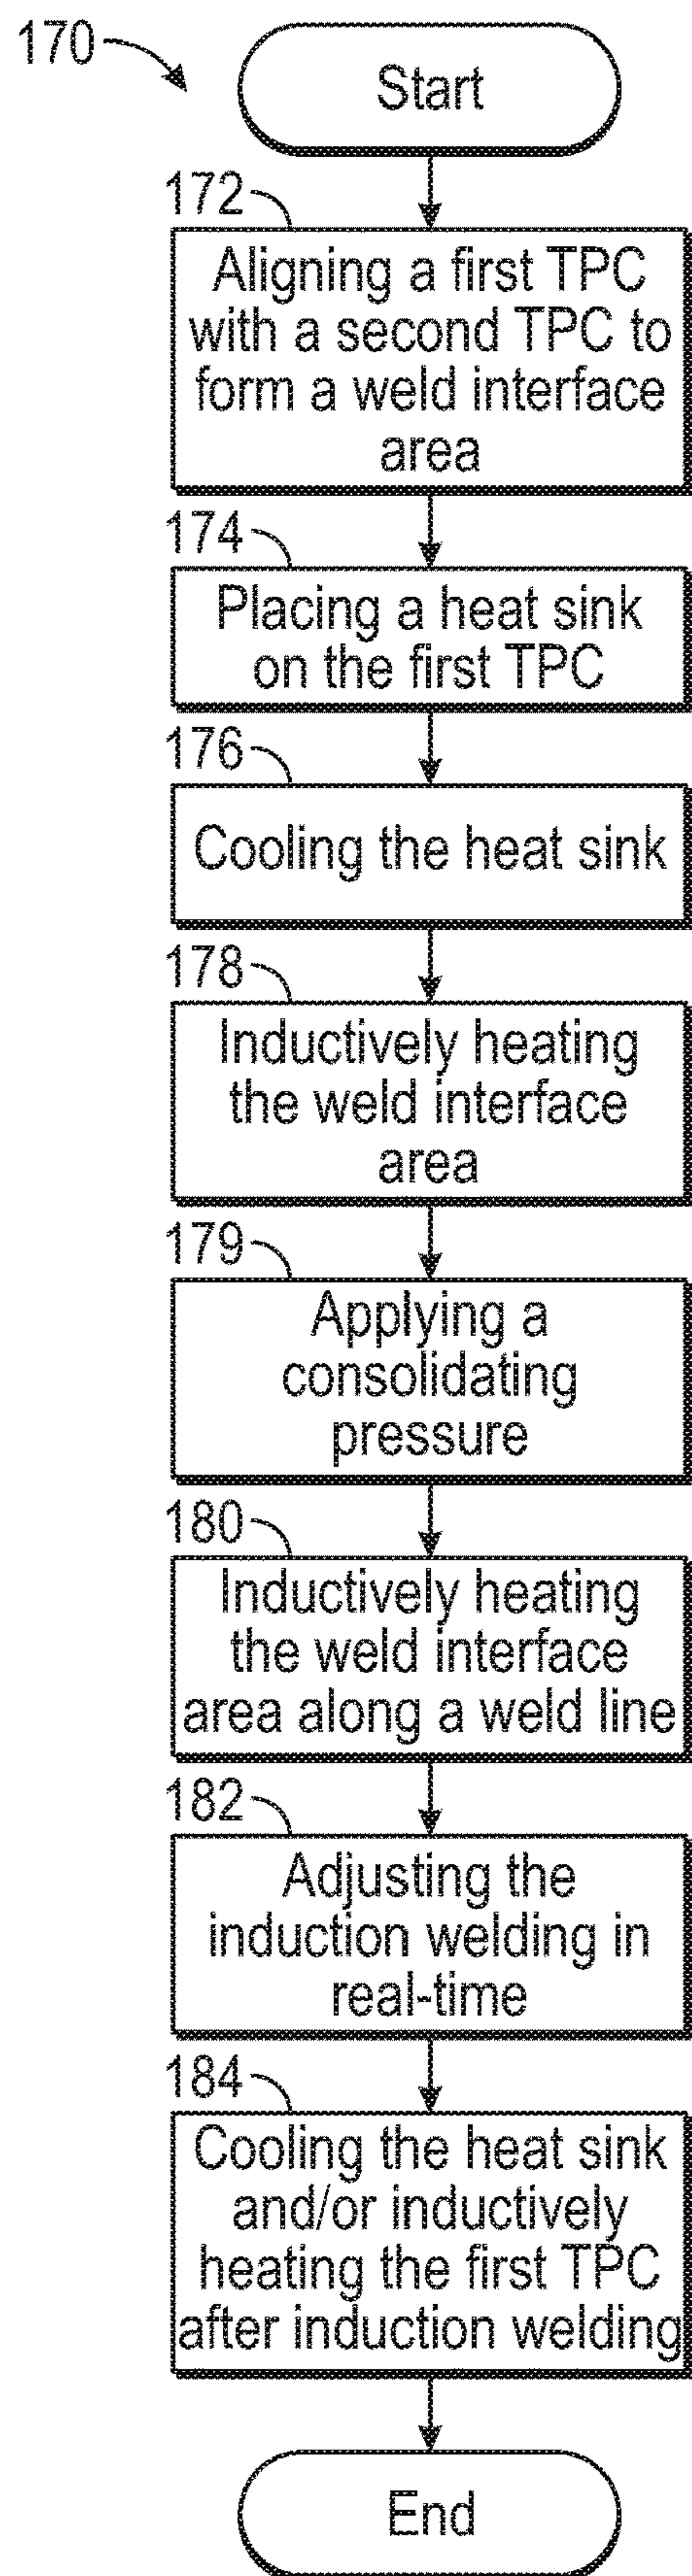 170
Start
172
Aligning a first TPC
with a second TPC to
form a weld interface
area
174
Placing a heat sink
on the first TPC
176
Cooling the heat sink
178
Inductively heating
the weld interface
area
179
Applying a
consolidating
pressure
180
Inductively heating
the weld interface
area along a weld line
182
Adjusting the
induction welding in
real-time
184
Cooling the heat sink
and/or inductively
heating the first TPC
after induction welding
End